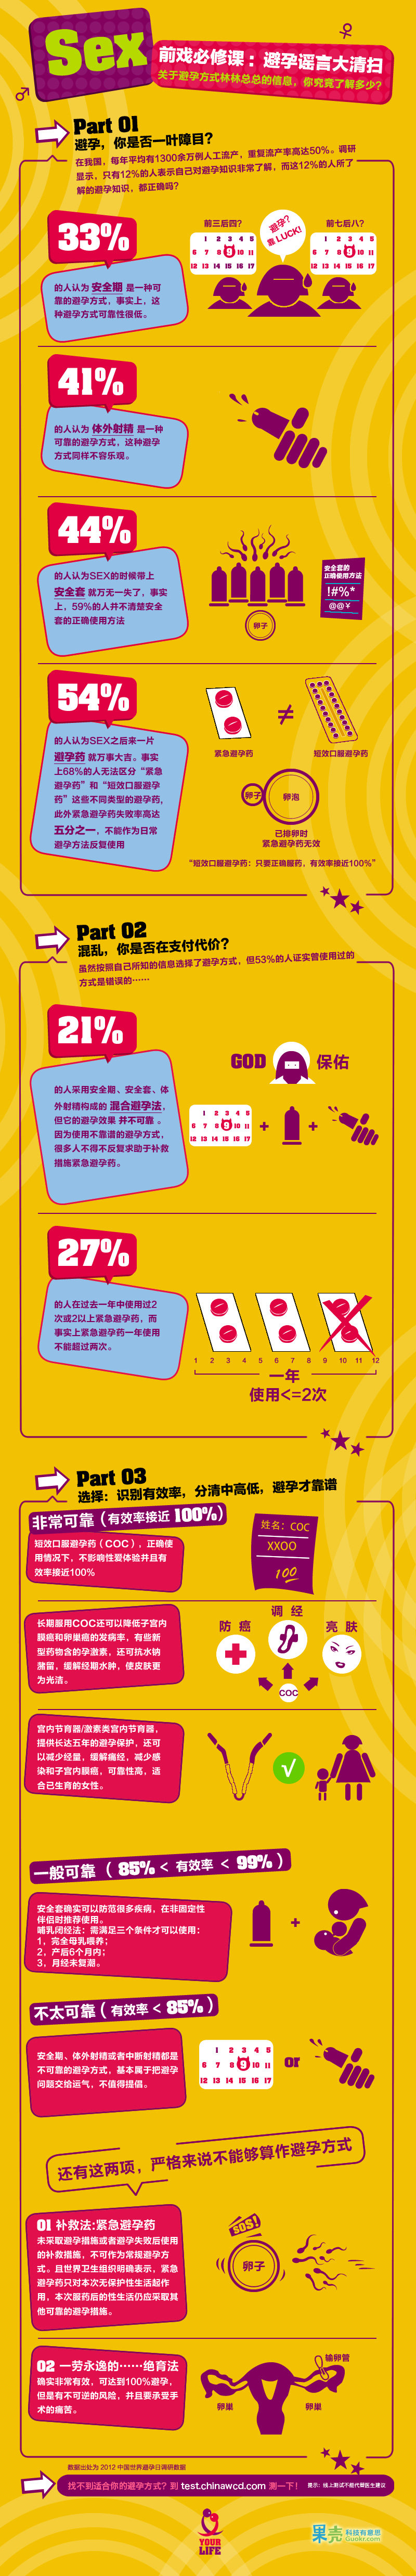 Sex
前戏必修课：避孕谣言大清扫
关于避孕方式林林总总的信息，你究竟了解多少？
Part 01
避孕，你是否一叶障目？
在我国，每年平均有1300余万例人工流产，重复流产率高达50%。调研
显示，只有12%的人表示自己对避孕知识非常了解，而这12%的人所了
解的避孕知识，都正确吗？
33%
的人认为 安全期 是一种可
靠的避孕方式，事实上，这
种避孕方式可靠性很低。
前三后四？
避孕？
靠LUCK!
前七后八？
1 2 3 4 5
6 7 8 9 10 11
12 13 14 15 16 17
1 2 3 4 5
6 7 8 9 10 11
12 13 14 15 16 17
41%
的人认为 体外射精 是一种
可靠的避孕方式，这种避孕
方式同样不容乐观。
44%
的人认为SEX的时候带上
安全套 就万无一失了，事实
上，59%的人并不清楚安全
套的正确使用方法
卵子
安全套的
正确使用方法
!#%*
@@￥
54%
的人认为SEX之后来一片
避孕药 就万事大吉。事实
上68%的人无法区分“紧急
避孕药”和“短效口服避孕
药”这些不同类型的避孕药，
此外紧急避孕药失败率高达
五分之一，不能作为日常
避孕方法反复使用
≠
紧急避孕药
短效口服避孕药
卵子
卵泡
已排卵时
紧急避孕药无效
“短效口服避孕药：只要正确服药，有效率接近100%”
Part 02
混乱，你是否在支付代价？
虽然按照自己所知的信息选择了避孕方式，但53%的人证实曾使用过的
方式是错误的……
21%
的人采用安全期、安全套、体
外射精构成的 混合避孕法，
但它的避孕效果 并不可靠 。
因为使用不靠谱的避孕方式，
很多人不得不反复求助于补救
措施紧急避孕药。
GOD 保佑
1 2 3 4 5
6 7 8 9 10 11
12 13 14 15 16 17
+ +
27%
的人在过去一年中使用过2
次或2以上紧急避孕药，而
事实上紧急避孕药一年使用
不能超过两次。
1 2 3 4 5 6 7 8 9 10 11 12
一年
使用<=2次
Part 03
选择：识别有效率，分清中高低，避孕才靠谱
非常可靠（有效率接近 100%）
短效口服避孕药（COC），正确使
用情况下，不影响性爱体验并且有
效率接近100%
姓名：COC
XXOO
100
长期服用COC还可以降低子宫内
膜癌和卵巢癌的发病率，有些新
型药物含的孕激素，还可抗水钠
潴留，缓解经期水肿，使皮肤更
为光洁。
防 癌
调 经
亮 肤
COC
宫内节育器/激素类宫内节育器，
提供长达五年的避孕保护，还可
以减少经量，缓解痛经，减少感
染和子宫内膜癌，可靠性高，适
合已生育的女性。
√
一般可靠（ 85% < 有效率 < 99% ）
安全套确实可以防范很多疾病，在非固定性
伴侣时推荐使用。
哺乳闭经法：需满足三个条件才可以使用：
1，完全母乳喂养；
2，产后6个月内；
3，月经未复潮。
+
不太可靠（ 有效率 < 85% ）
安全期、体外射精或者中断射精都是
不可靠的避孕方式，基本属于把避孕
问题交给运气，不值得提倡。
1 2 3 4 5
6 7 8 9 10 11
12 13 14 15 16 17
or
还有这两项，严格来说不能够算作避孕方式
01 补救法:紧急避孕药
未采取避孕措施或者避孕失败后使用
的补救措施，不可作为常规避孕方
式。且世界卫生组织明确表示，紧急
避孕药只对本次无保护性生活起作
用，本次服药后的性生活仍应采取其
他可靠的避孕措施。
SOS!
卵子
02 一劳永逸的……绝育法
确实非常有效，可达到100%避孕，
但是有不可逆的风险，并且要承受手
术的痛苦。
输卵管
卵巢
卵巢
数据出处为 2012 中国世界避孕日调研数据
找不到适合你的避孕方式？到 test.chinawcd.com 测一下！ 提示：线上测试不能代替医生建议
YOUR
LIFE
果壳 科技有意思
Guokr.com